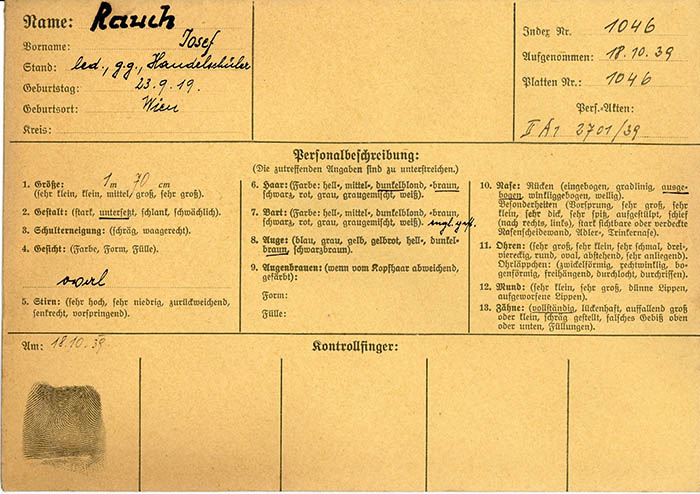 Name: Rauch
Vorname: Josef
Stand: led., g.g., Handelschüler
Geburtstag: 23.9.19.
Geburtsort: Wien
Kreis:
Index Nr. 1046
Aufgenommen: 18.10.39
Platten Nr.: 1046
Pers.-Akten:
II A1 2701/39
Personalbeschreibung:
(Die zutreffenden Angaben sind zu unterstreichen.)
1. Größe: 1 m 70 cm
(sehr klein, klein, mittel, groß, sehr groß).
2. Gestalt: (stark, untersetzt, schlank, schwächlich).
3. Schulterneigung: (schräg, waagerecht).
4. Gesicht: (Farbe, Form, Fülle).
oval
5. Stirn: (sehr hoch, sehr niedrig, zurückweichend,
senkrecht, vorspringend).
6. Haar: (Farbe: hell-, mittel-, dunkelblond, -braun,
schwarz, rot, grau, graugemischt, weiß).
7. Bart: (Farbe: hell-, mittel-, dunkelblond, -braun,
schwarz, rot, grau, graugemischt, weiß).
8. Auge: (blau, grau, gelb, gelbrot, hell-, dunkel-
braun, schwarzbraun).
9. Augenbrauen: (wenn vom Kopfhaar abweichend,
gefärbt):
Form:
Fülle:
10. Nase: Rücken (eingebogen, gradlinig, ausge-
bogen, winkliggebogen, wellig).
Besonderheiten (Vorsprung, sehr groß, sehr
klein, sehr dick, sehr spitz, aufgestülpt, schief
(nach rechts, links), stark sichtbare oder verdeckte
Nasenscheidewand, Adler-, Trinkernase).
11. Ohren: (sehr groß, sehr klein, sehr schmal, drei-,
viereckig, rund, oval, abstehend, sehr anliegend).
Ohrläppchen: (zwickelförmig, rechtwinklig, bo-
genförmig, freihängend, durchlocht, durchrissen).
12. Mund: (sehr klein, sehr groß, dünne Lippen,
aufgeworfene Lippen).
13. Zähne: (vollständig, lückenhaft, auffallend groß
oder klein, schräg gestellt, falsches Gebiß oben
oder unten, Füllungen).
Am: 18.10.39
Kontrollfinger: